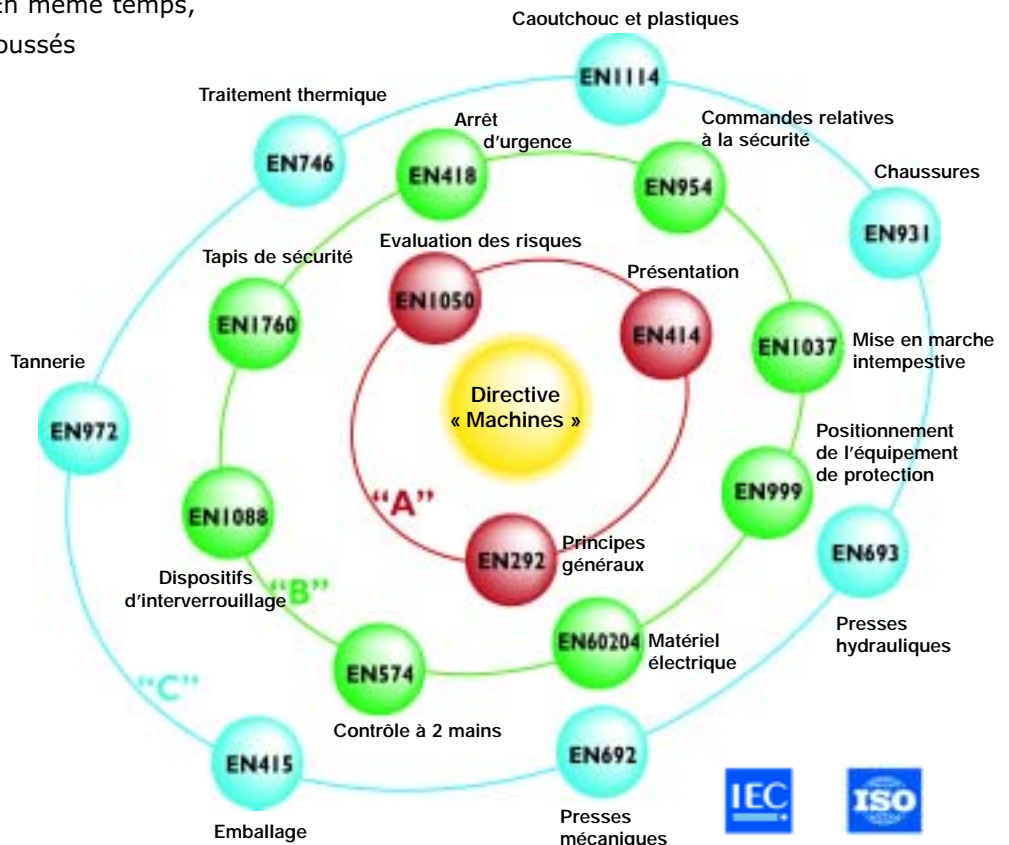 En même temps,
oussés
Caoutchouc et plastiques
EN1114
Traitement thermique
EN746
Arrêt
d'urgence
EN418
Commandes relatives
à la sécurité
EN954
Chaussures
EN931
Tapis de sécurité
EN1760
Evaluation des risques
EN1050
Présentation
EN414
EN1037
Mise en marche
intempestive
Tannerie
EN972
Directive
« Machines »
Positionnement
de l'équipement
de protection
EN999
"A"
EN1088
Dispositifs
d'interverrouillage
"B"
EN292
Principes
généraux
EN693
Presses
hydrauliques
EN60204
Matériel
électrique
EN574
Contrôle à 2 mains
"C"
EN415
Emballage
EN692
Presses
mécaniques
IEC
ISO